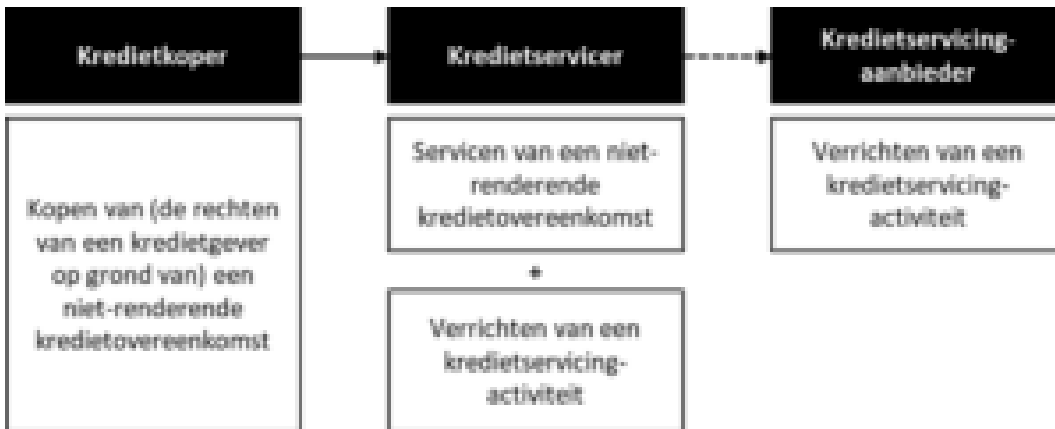 Kredietkoper
Kredietservicer
Kredietservicing-
aanbieder
Kopen van (de rechten
van een kredietgever
op grond van) een
niet-renderende
kredietovereenkomst
Servicen van een niet-
renderende
kredietovereenkomst
+
Verrichten van een
kredietservicing-
activiteit
Verrichten van een
kredietservicing-
activiteit